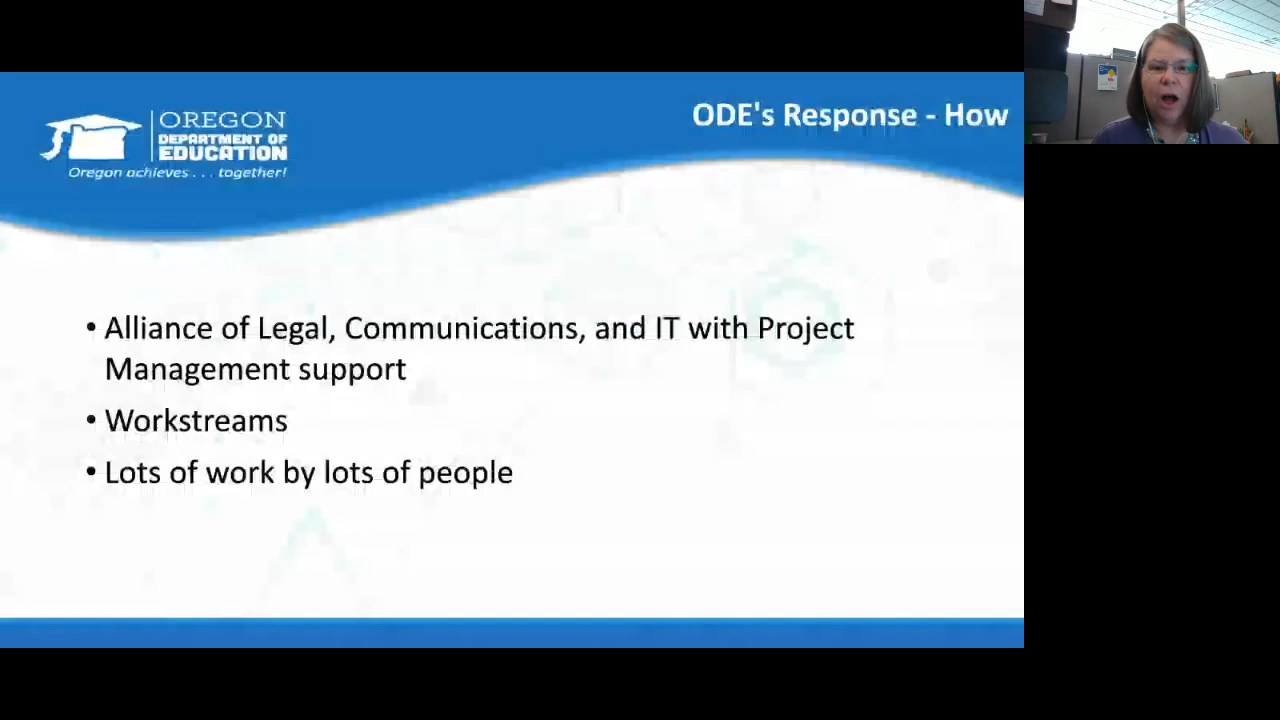 OREGON
DEPARTMENT OF
EDUCATION
Oregon achieves . . . together!
ODE's Response - How
• Alliance of Legal, Communications, and IT with Project
Management support
• Workstreams
• Lots of work by lots of people